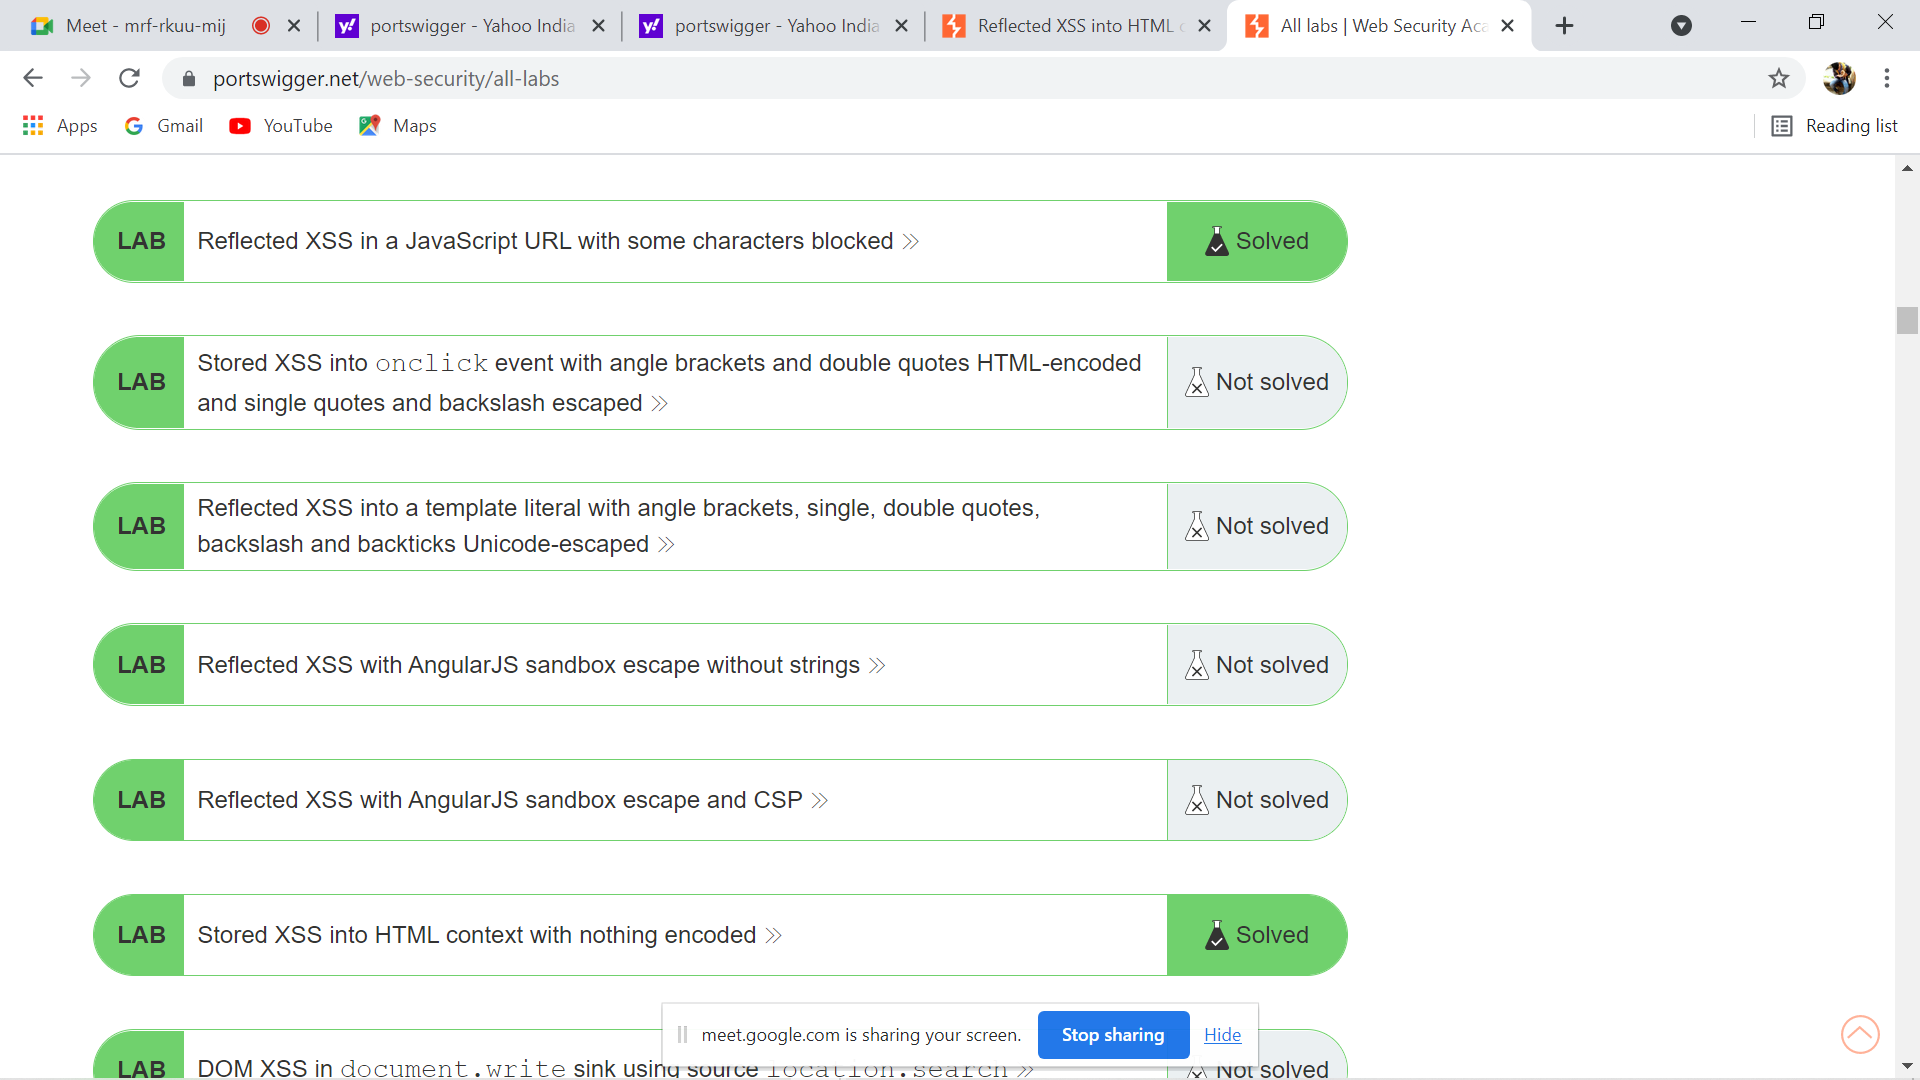 Meet - mrf-rkuu-mij
portswigger - Yahoo India
portswigger - Yahoo India
Reflected XSS into HTML c
All labs | Web Security Aca
portswigger.net/web-security/all-labs
Apps
Gmail
YouTube
Maps
Reading list
LAB
Reflected XSS in a JavaScript URL with some characters blocked
Solved
LAB
Stored XSS into onclick event with angle brackets and double quotes HTML-encoded
and single quotes and backslash escaped
Not solved
LAB
Reflected XSS into a template literal with angle brackets, single, double quotes,
backslash and backticks Unicode-escaped
Not solved
LAB
Reflected XSS with AngularJS sandbox escape without strings
Not solved
LAB
Reflected XSS with AngularJS sandbox escape and CSP
Not solved
LAB
Stored XSS into HTML context with nothing encoded
Solved
meet.google.com is sharing your screen.
Stop sharing
Hide
LAB
DOM XSS in document.write sink using source location.search
Not solved